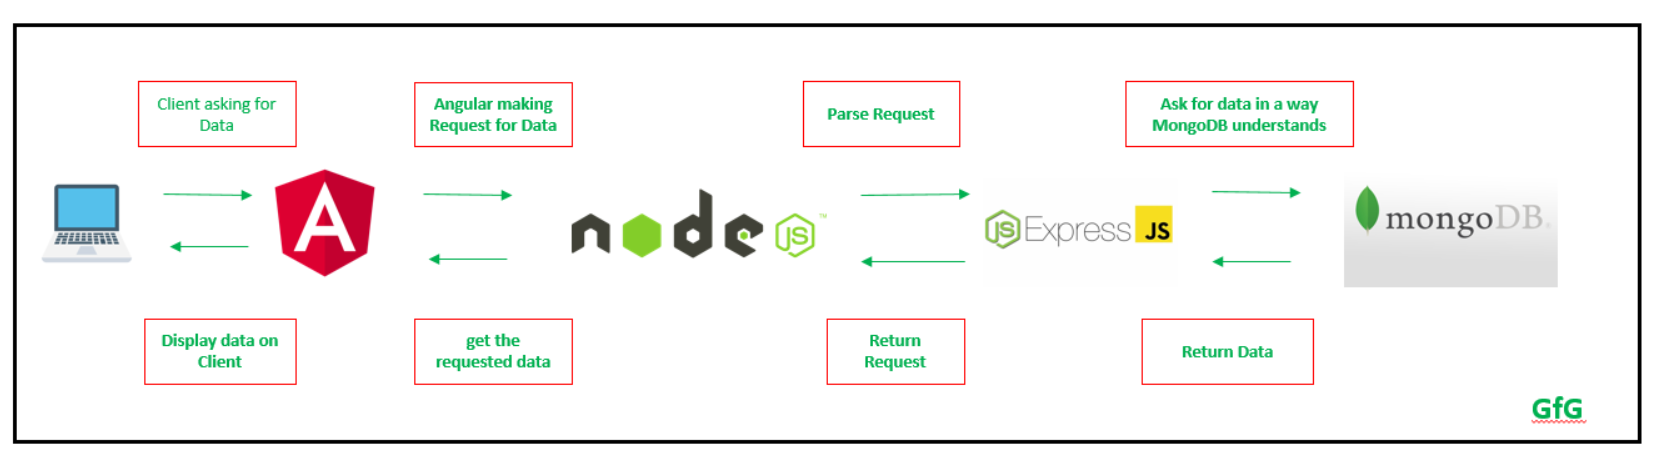 Client asking for
Data
Angular making
Request for Data
Parse Request
Ask for data in a way
MongoDB understands
A
node JS™
JS Express JS
mongoDB.
Display data on
Client
get the
requested data
Return
Request
Return Data
GfG